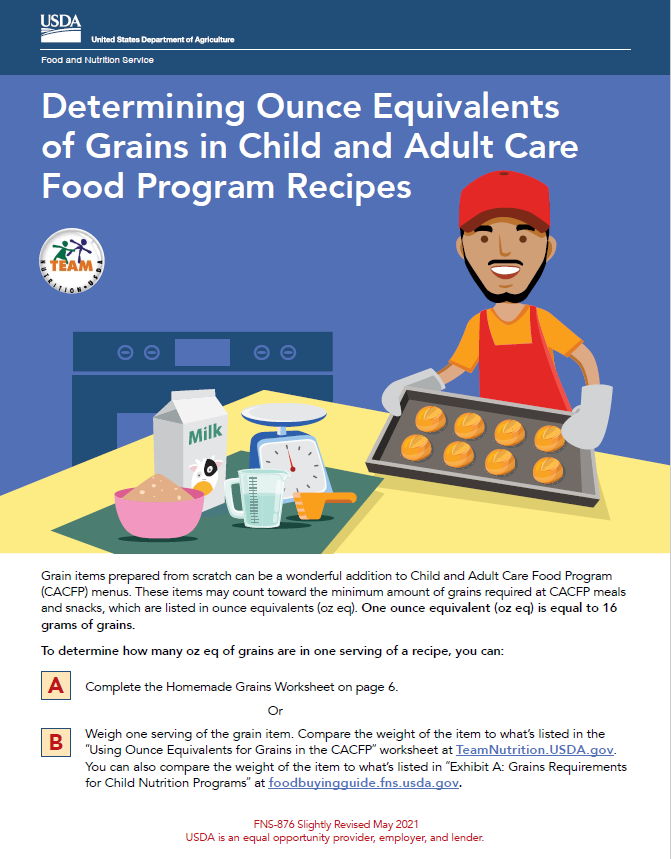 USDA
United States Department of Agriculture
Food and Nutrition Service
Determining Ounce Equivalents
of Grains in Child and Adult Care
Food Program Recipes
TEAM
NUTRITION • USDA
Milk
Grain items prepared from scratch can be a wonderful addition to Child and Adult Care Food Program
(CACFP) menus. These items may count toward the minimum amount of grains required at CACFP meals
and snacks, which are listed in ounce equivalents (oz eq). One ounce equivalent (oz eq) is equal to 16
grams of grains.
To determine how many oz eq of grains are in one serving of a recipe, you can:
A
Complete the Homemade Grains Worksheet on page 6.
Or
B
Weigh one serving of the grain item. Compare the weight of the item to what’s listed in the
“Using Ounce Equivalents for Grains in the CACFP” worksheet at TeamNutrition.USDA.gov.
You can also compare the weight of the item to what’s listed in “Exhibit A: Grains Requirements
for Child Nutrition Programs” at foodbuyingguide.fns.usda.gov.
FNS-876 Slightly Revised May 2021
USDA is an equal opportunity provider, employer, and lender.